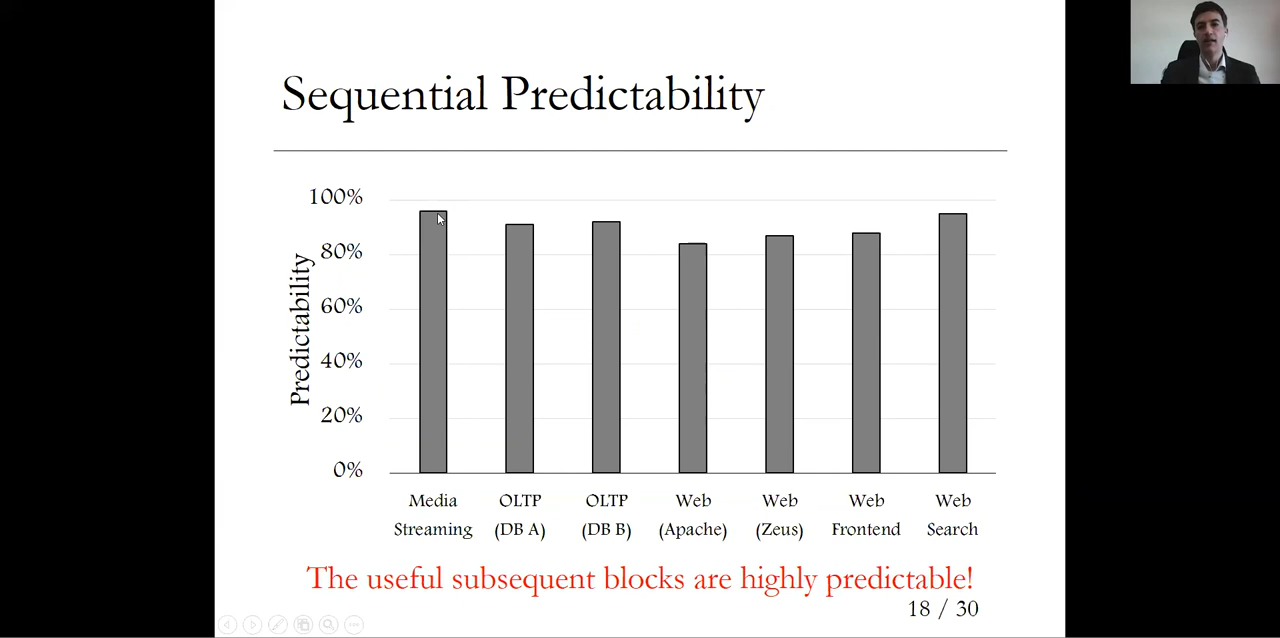 Sequential Predictability
100%
80%
60%
40%
20%
0%
Predictability
Media Streaming
OLTP (DB A)
OLTP (DB B)
Web (Apache)
Web (Zeus)
Web Frontend
Web Search
The useful subsequent blocks are highly predictable!
18 / 30